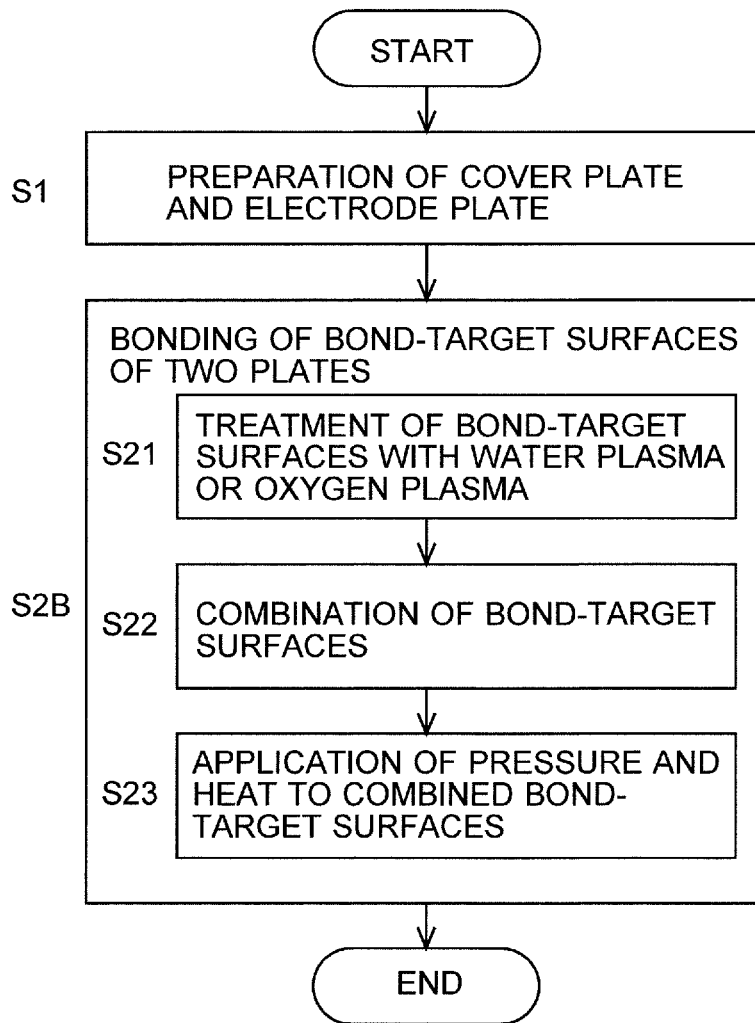 START
S1
PREPARATION OF COVER PLATE
AND ELECTRODE PLATE
S2B
BONDING OF BOND-TARGET SURFACES
OF TWO PLATES
S21
TREATMENT OF BOND-TARGET
SURFACES WITH WATER PLASMA
OR OXYGEN PLASMA
S22
COMBINATION OF BOND-TARGET
SURFACES
S23
APPLICATION OF PRESSURE AND
HEAT TO COMBINED BOND-
TARGET SURFACES
END